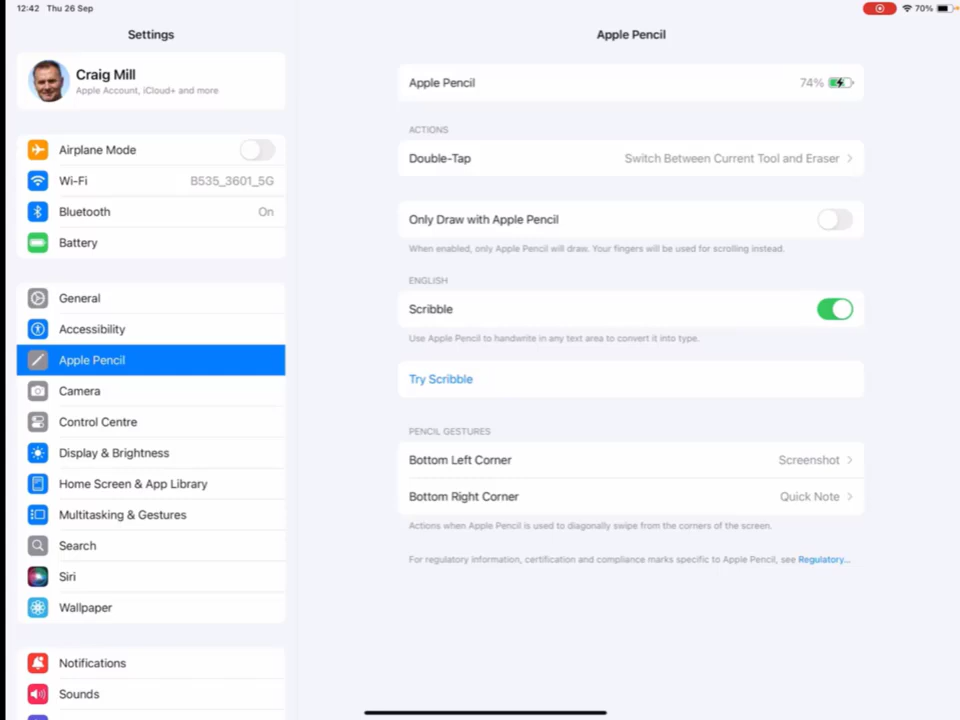 12:42 Thu 26 Sep
70%
Settings
Craig Mill
Apple Account, iCloud+ and more
Airplane Mode
Wi-Fi B535_3601_5G
Bluetooth On
Battery
General
Accessibility
Apple Pencil
Camera
Control Centre
Display & Brightness
Home Screen & App Library
Multitasking & Gestures
Search
Siri
Wallpaper
Notifications
Sounds
Apple Pencil
Apple Pencil 74%
ACTIONS
Double-Tap Switch Between Current Tool and Eraser
Only Draw with Apple Pencil
When enabled, only Apple Pencil will draw. Your fingers will be used for scrolling instead.
ENGLISH
Scribble
Use Apple Pencil to handwrite in any text area to convert it into type.
Try Scribble
PENCIL GESTURES
Bottom Left Corner Screenshot
Bottom Right Corner Quick Note
Actions when Apple Pencil is used to diagonally swipe from the corners of the screen.
For regulatory information, certification and compliance marks specific to Apple Pencil, see Regulatory...